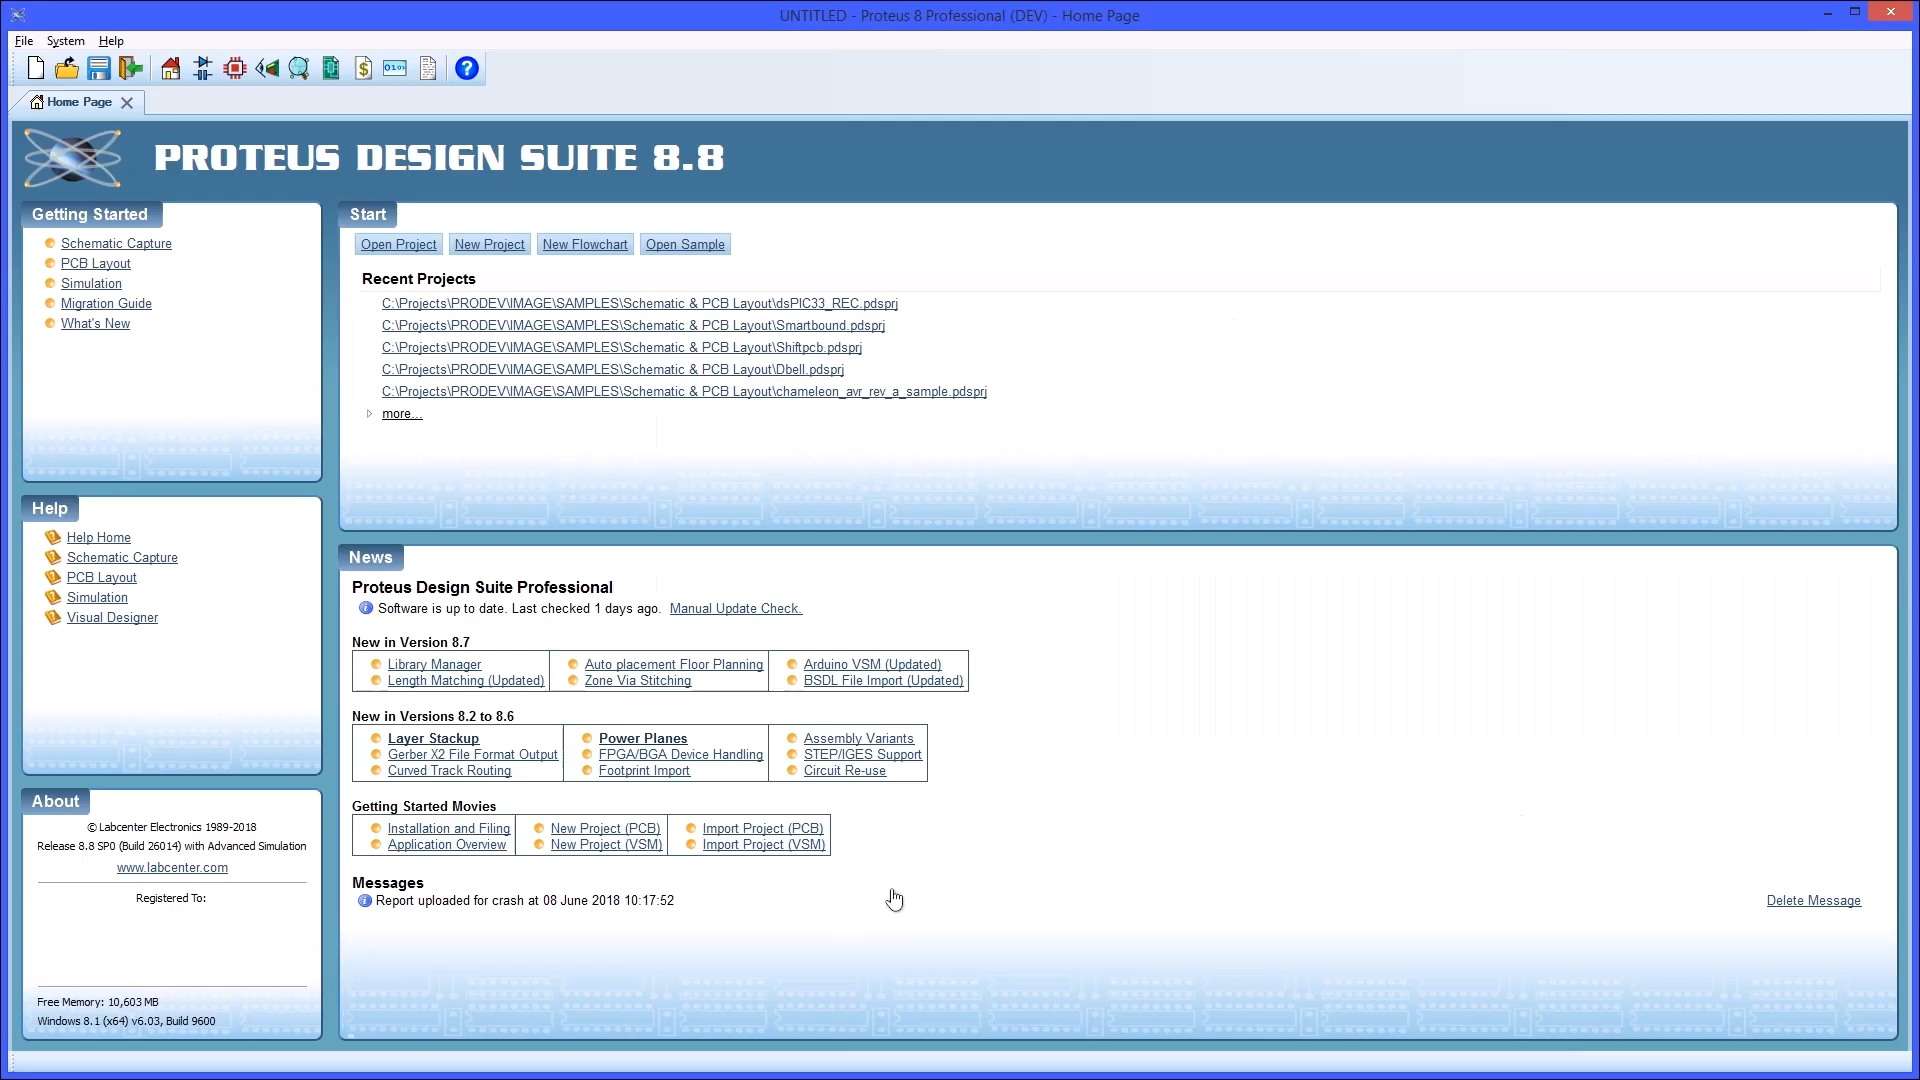 UNTITLED - Proteus 8 Professional (DEV) - Home Page
File System Help
Home Page
PROTEUS DESIGN SUITE 8.8
Getting Started
Schematic Capture
PCB Layout
Simulation
Migration Guide
What's New
Start
Open Project New Project New Flowchart Open Sample
Recent Projects
C:\Projects\PRODEV\IMAGE\SAMPLES\Schematic & PCB Layout\dsPIC33_REC.pdsprj
C:\Projects\PRODEV\IMAGE\SAMPLES\Schematic & PCB Layout\Smartbound.pdsprj
C:\Projects\PRODEV\IMAGE\SAMPLES\Schematic & PCB Layout\Shiftpcb.pdsprj
C:\Projects\PRODEV\IMAGE\SAMPLES\Schematic & PCB Layout\Dbell.pdsprj
C:\Projects\PRODEV\IMAGE\SAMPLES\Schematic & PCB Layout\chameleon_avr_rev_a_sample.pdsprj
more...
Help
Help Home
Schematic Capture
PCB Layout
Simulation
Visual Designer
News
Proteus Design Suite Professional
Software is up to date. Last checked 1 days ago. Manual Update Check.
New in Version 8.7
Library Manager Auto placement Floor Planning Arduino VSM (Updated)
Length Matching (Updated) Zone Via Stitching BSDL File Import (Updated)
New in Versions 8.2 to 8.6
Layer Stackup Power Planes Assembly Variants
Gerber X2 File Format Output FPGA/BGA Device Handling STEP/IGES Support
Curved Track Routing Footprint Import Circuit Re-use
Getting Started Movies
Installation and Filing New Project (PCB) Import Project (PCB)
Application Overview New Project (VSM) Import Project (VSM)
Messages
Report uploaded for crash at 08 June 2018 10:17:52 Delete Message
About
© Labcenter Electronics 1989-2018
Release 8.8 SP0 (Build 26014) with Advanced Simulation
www.labcenter.com
Registered To:
Free Memory: 10,603 MB
Windows 8.1 (x64) v6.03, Build 9600